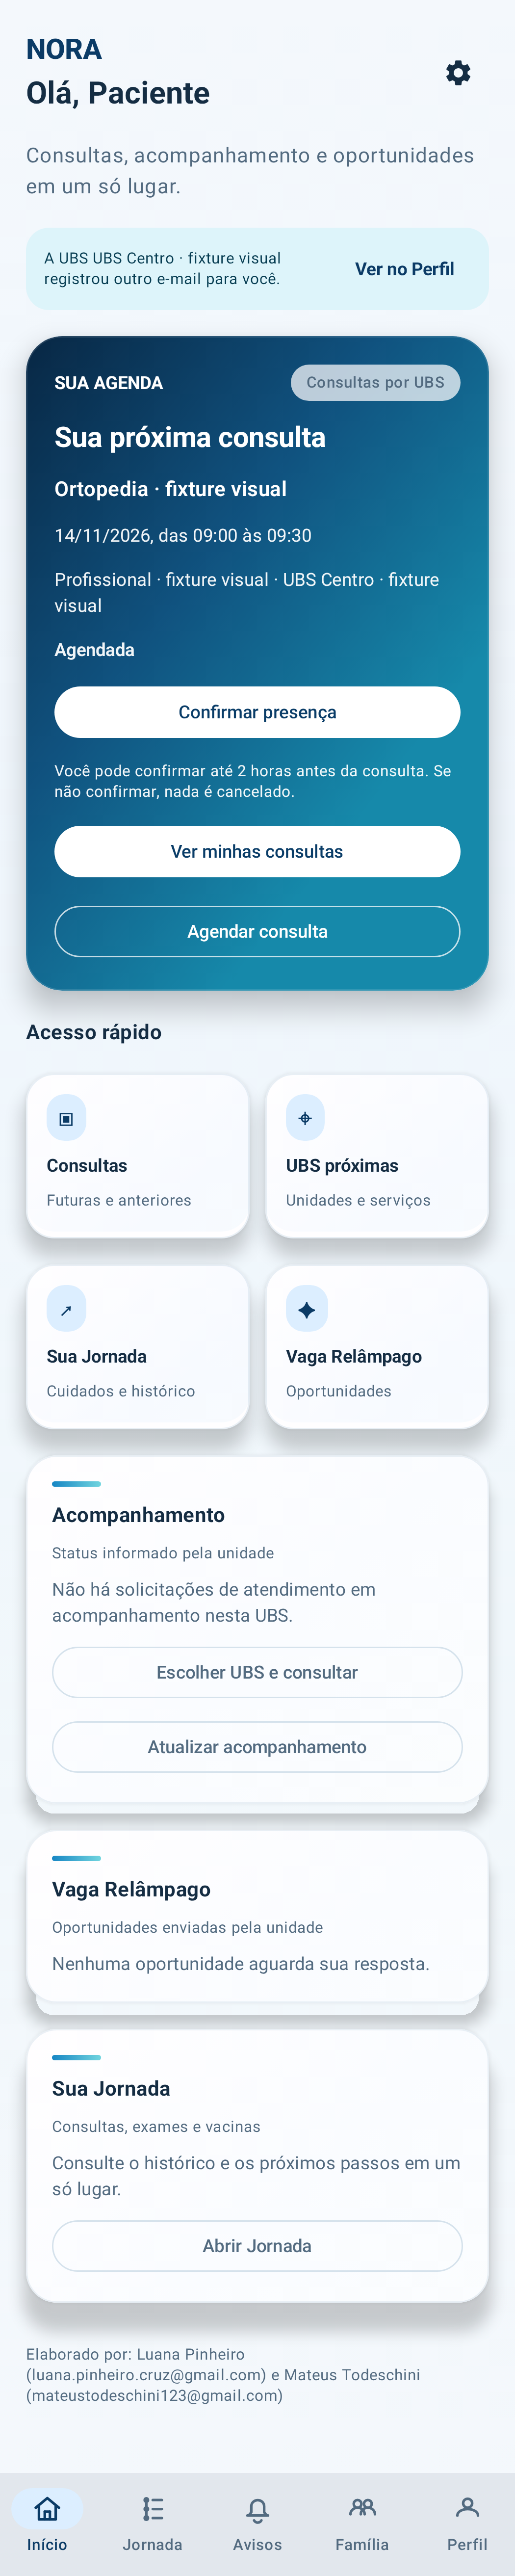 NORA
Olá, Paciente
Consultas, acompanhamento e oportunidades
em um só lugar.
A UBS UBS Centro · fixture visual
registrou outro e-mail para você.
Ver no Perfil
SUA AGENDA
Consultas por UBS
Sua próxima consulta
Ortopedia · fixture visual
14/11/2026, das 09:00 às 09:30
Profissional · fixture visual · UBS Centro · fixture
visual
Agendada
Confirmar presença
Você pode confirmar até 2 horas antes da consulta. Se
não confirmar, nada é cancelado.
Ver minhas consultas
Agendar consulta
Acesso rápido
Consultas
Futuras e anteriores
UBS próximas
Unidades e serviços
Sua Jornada
Cuidados e histórico
Vaga Relâmpago
Oportunidades
Acompanhamento
Status informado pela unidade
Não há solicitações de atendimento em
acompanhamento nesta UBS.
Escolher UBS e consultar
Atualizar acompanhamento
Vaga Relâmpago
Oportunidades enviadas pela unidade
Nenhuma oportunidade aguarda sua resposta.
Sua Jornada
Consultas, exames e vacinas
Consulte o histórico e os próximos passos em um
só lugar.
Abrir Jornada
Elaborado por: Luana Pinheiro
(luana.pinheiro.cruz@gmail.com) e Mateus Todeschini
(mateustodeschini123@gmail.com)
Início
Jornada
Avisos
Família
Perfil